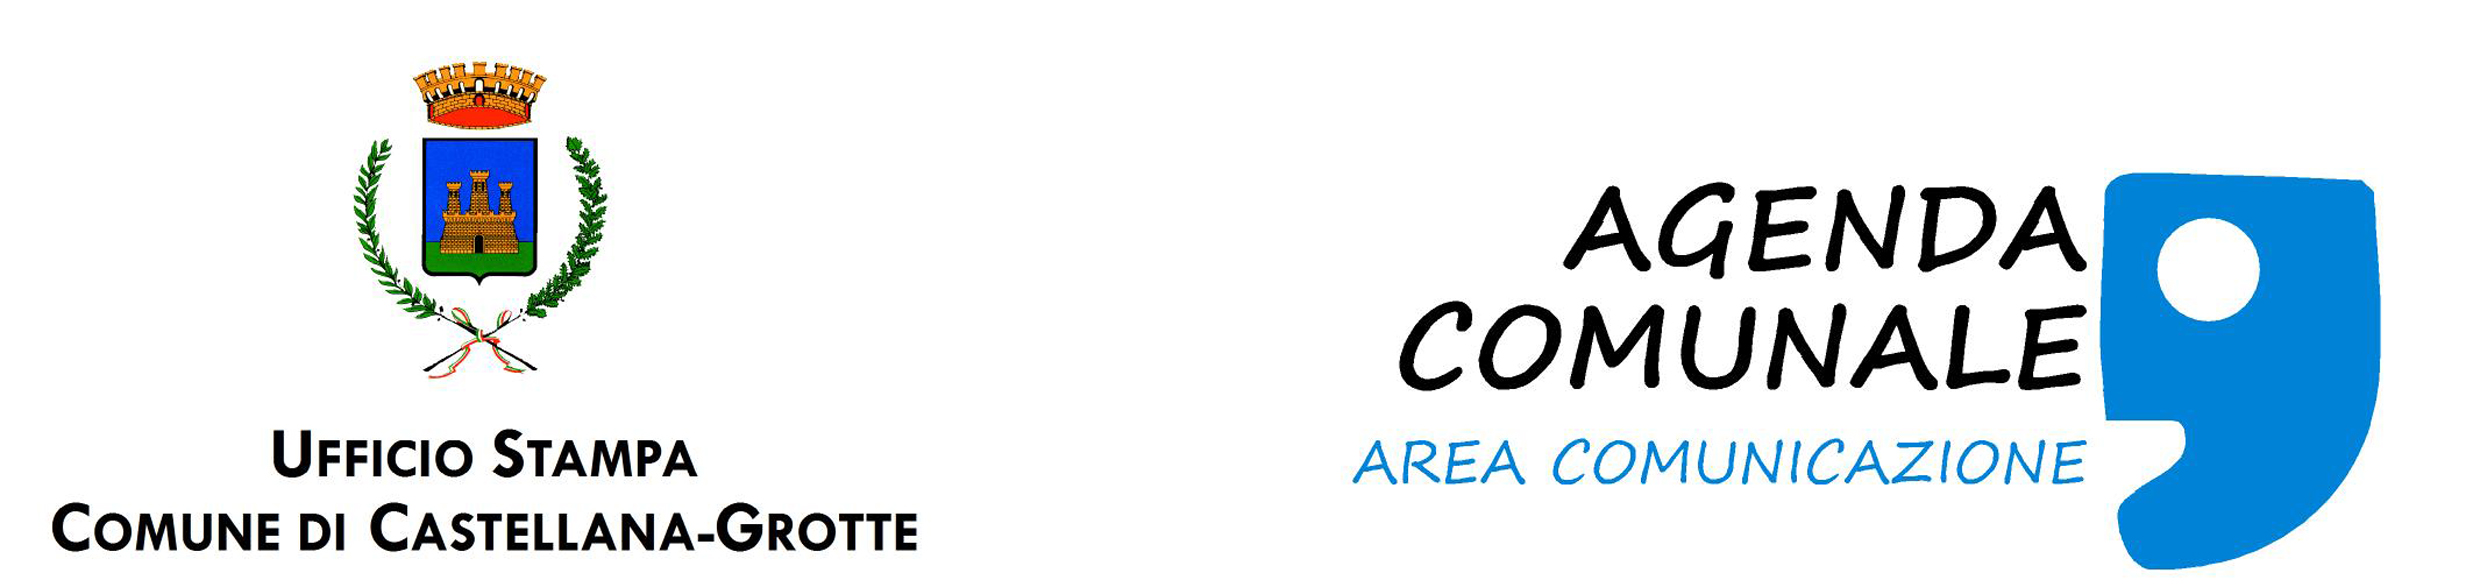 UFFICIO STAMPA
COMUNE DI CASTELLANA-GROTTE
AGENDA
COMUNALE
AREA COMUNICAZIONE